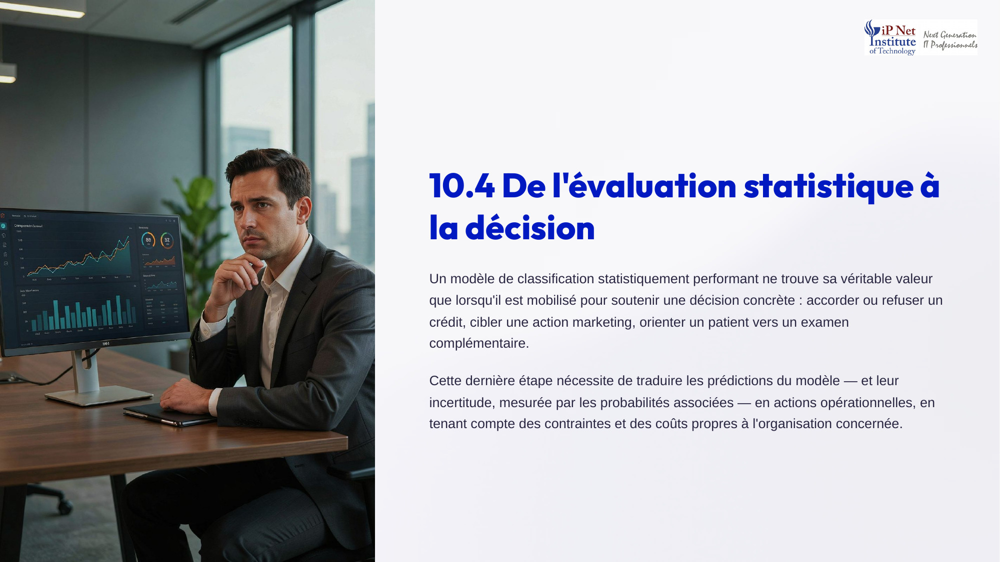 iP Net
Institute
of Technology
Next Generation
IT Professionnels
10.4 De l'évaluation statistique à
la décision
Un modèle de classification statistiquement performant ne trouve sa véritable valeur
que lorsqu'il est mobilisé pour soutenir une décision concrète : accorder ou refuser un
crédit, cibler une action marketing, orienter un patient vers un examen
complémentaire.
Cette dernière étape nécessite de traduire les prédictions du modèle — et leur
incertitude, mesurée par les probabilités associées — en actions opérationnelles, en
tenant compte des contraintes et des coûts propres à l'organisation concernée.